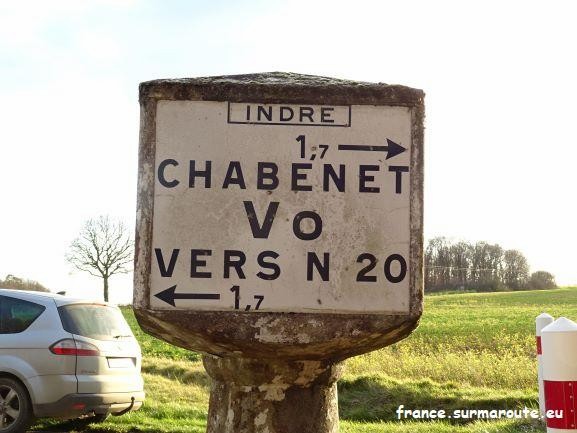 INDRE
1,7 →
CHABENET
Vo
VERS N 20
← 1,7
france.surmaroute.eu